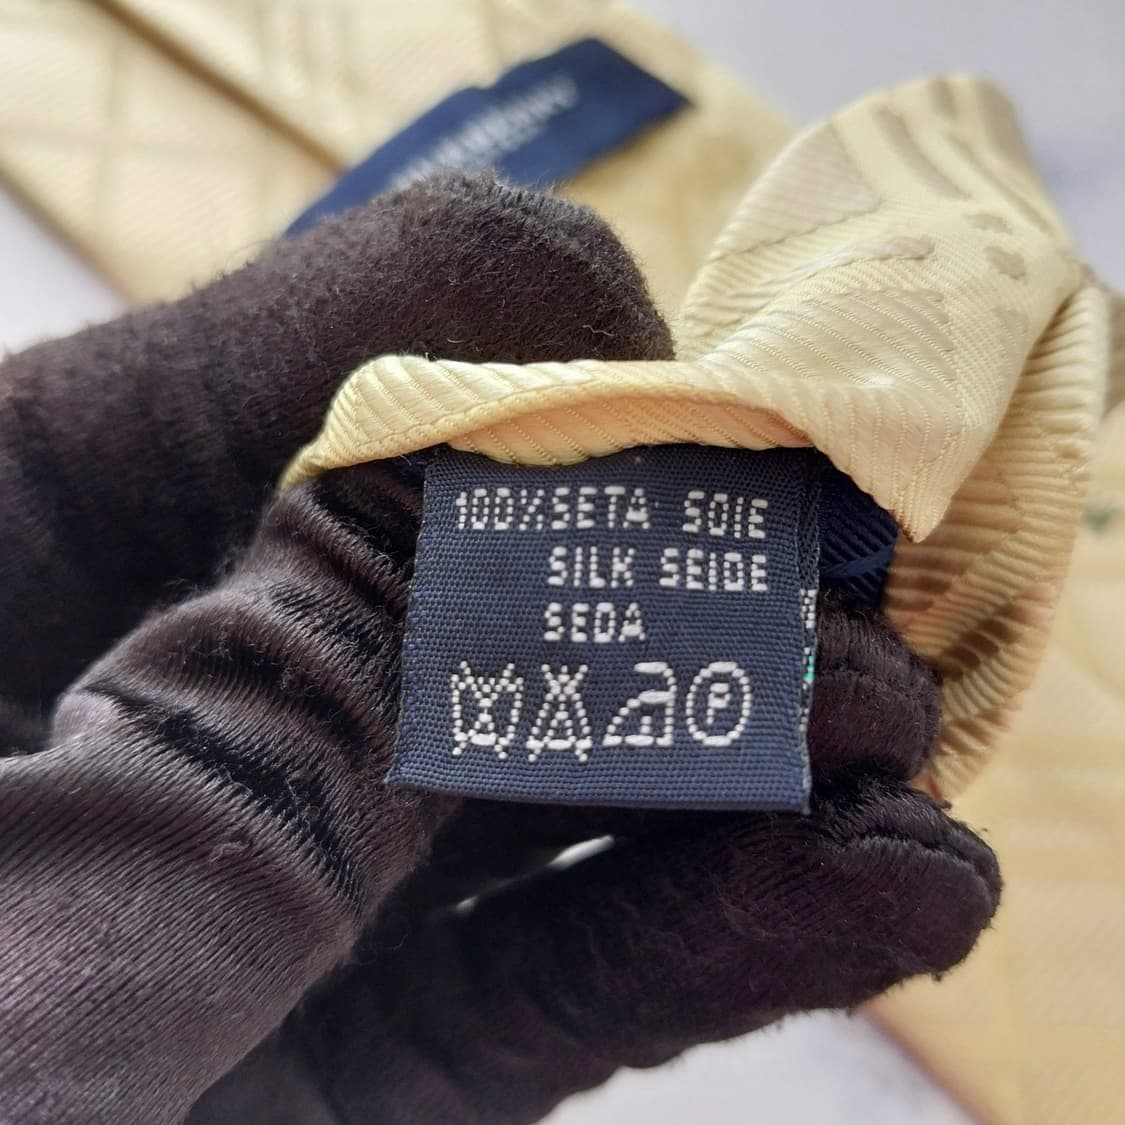 100%SETA SOIE
SILK SEIDE
SEDA
P